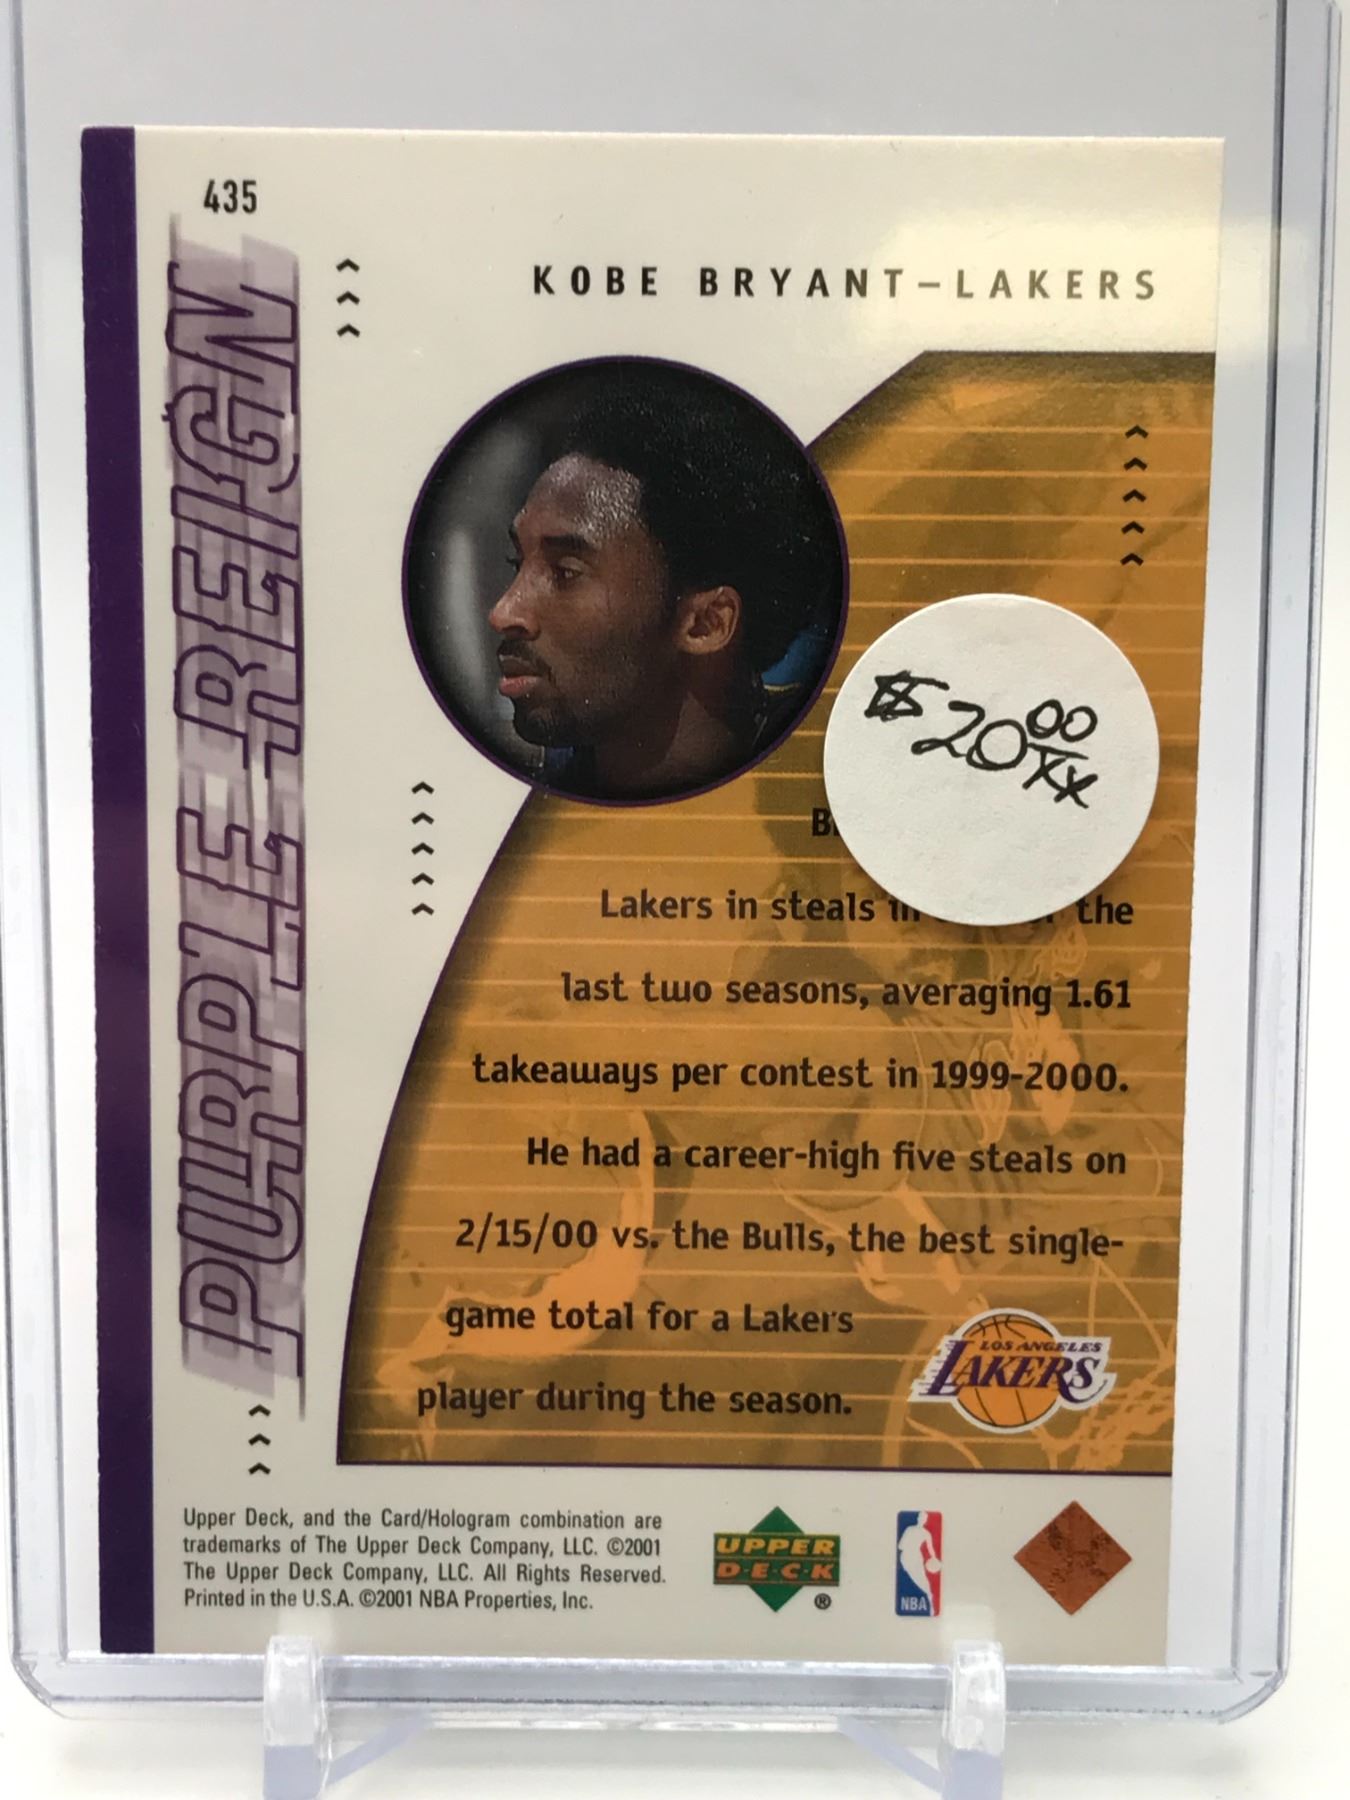 435
PURPLE REIGN
KOBE BRYANT–LAKERS
$20.00
Lakers in steals in the
last two seasons, averaging 1.61
takeaways per contest in 1999-2000.
He had a career-high five steals on
2/15/00 vs. the Bulls, the best single-
game total for a Lakers
player during the season.
LOS ANGELES
LAKERS
Upper Deck, and the Card/Hologram combination are
trademarks of The Upper Deck Company, LLC. ©2001
The Upper Deck Company, LLC. All Rights Reserved.
Printed in the U.S.A. ©2001 NBA Properties, Inc.
UPPER
DECK
®
NBA